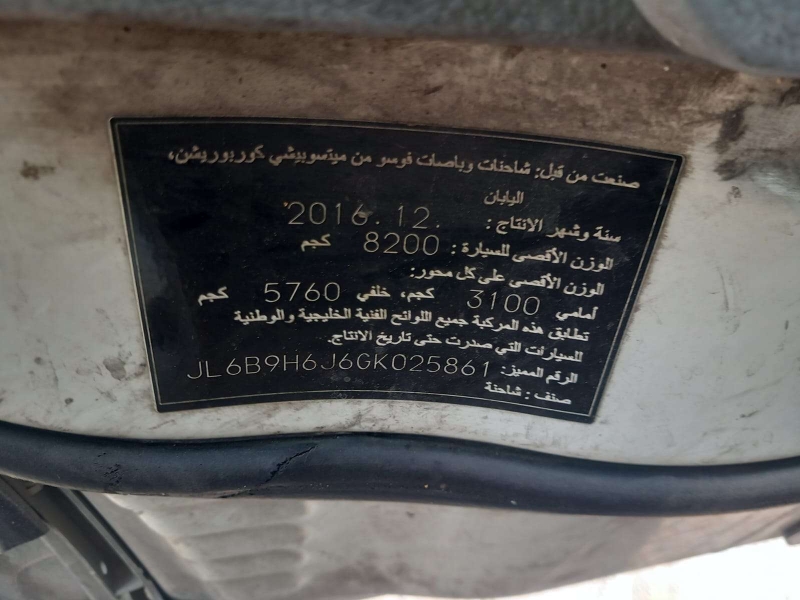 صنعت من قبل: شاحنات وباصات فوسو من ميتسوبيشي كوربوريشن،
اليابان
سنة وشهر الانتاج : 2016.12.
الوزن الأقصى للسيارة : 8200 كجم
الوزن الأقصى على كل محور:
أمامي 3100 كجم، خلفي 5760 كجم
تطابق هذه المركبة جميع اللوائح الفنية الخليجية والوطنية
للسيارات التي صدرت حتى تاريخ الانتاج.
الرقم المميز: JL6B9H6J6GK025861
صنف : شاحنة